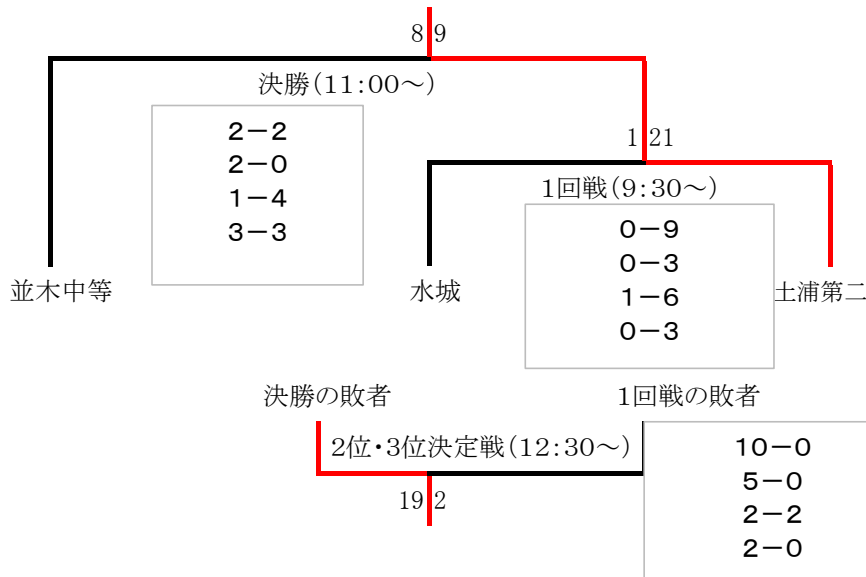 8 9
決勝(11:00～)
2－2
2－0
1－4
3－3
1 21
1回戦(9:30～)
0－9
0－3
1－6
0－3
並木中等
水城
土浦第二
決勝の敗者
1回戦の敗者
2位・3位決定戦(12:30～)
10－0
5－0
2－2
2－0
19 2